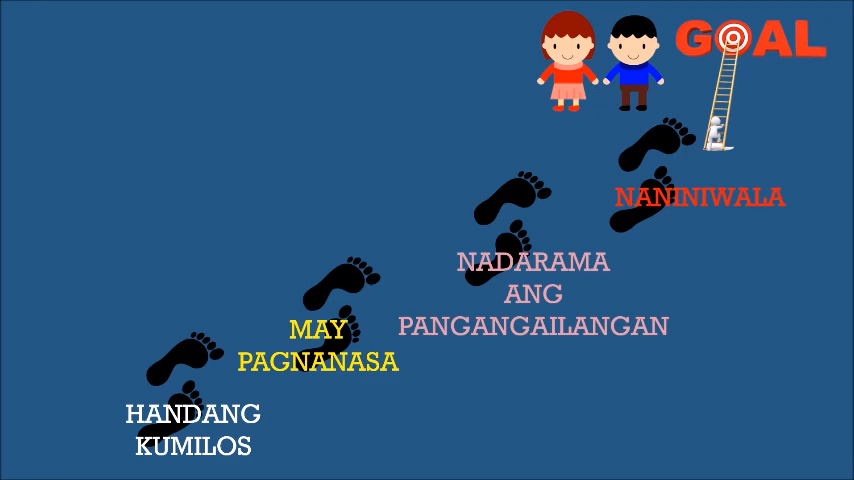 GOAL
NANINIWALA
NADARAMA
ANG
PANGANGAILANGAN
MAY
PAGNANASA
HANDANG
KUMILOS